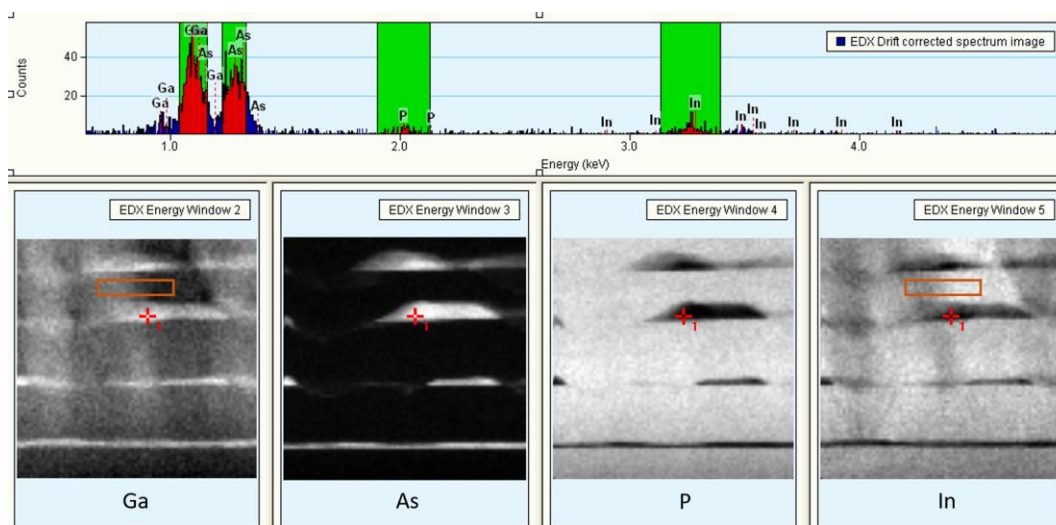 Counts
40
20
Ga
Ga
Ga
As
Ga
As
As
As
P
P
In
In
In
In
In
In
In
In
In
EDX Drift corrected spectrum image
1.0
2.0
3.0
4.0
Energy (keV)
EDX Energy Window 2
EDX Energy Window 3
EDX Energy Window 4
EDX Energy Window 5
1
1
1
1
Ga
As
P
In